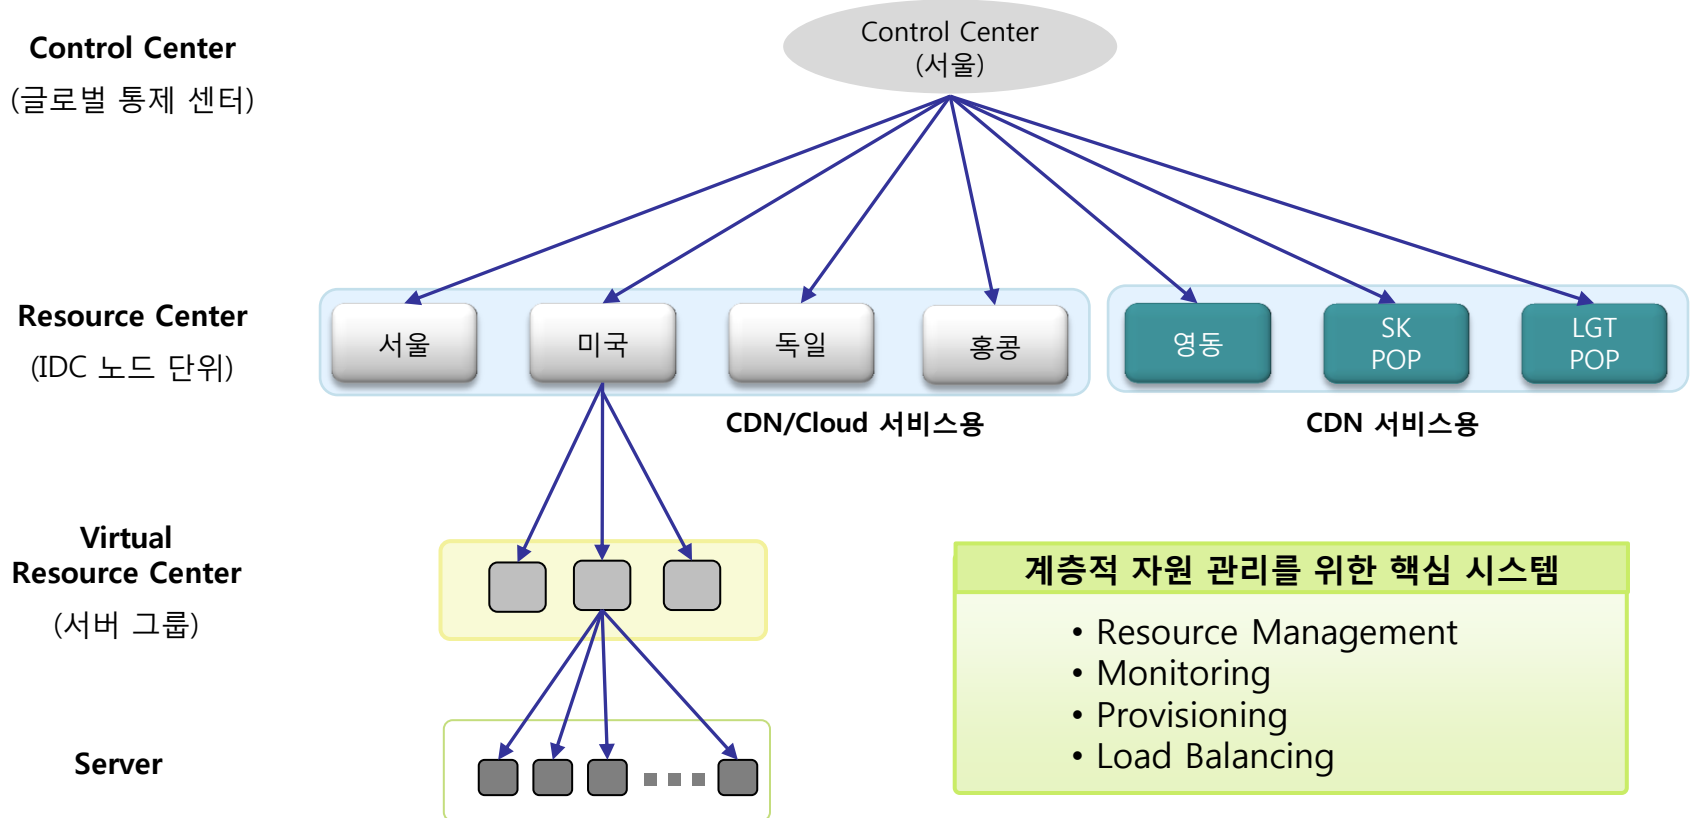 Control Center
(글로벌 통제 센터)
Control Center
(서울)
Resource Center
(IDC 노드 단위)
서울
미국
독일
홍콩
영동
SK
POP
LGT
POP
CDN/Cloud 서비스용
CDN 서비스용
Virtual
Resource Center
(서버 그룹)
계층적 자원 관리를 위한 핵심 시스템
• Resource Management
• Monitoring
• Provisioning
• Load Balancing
Server